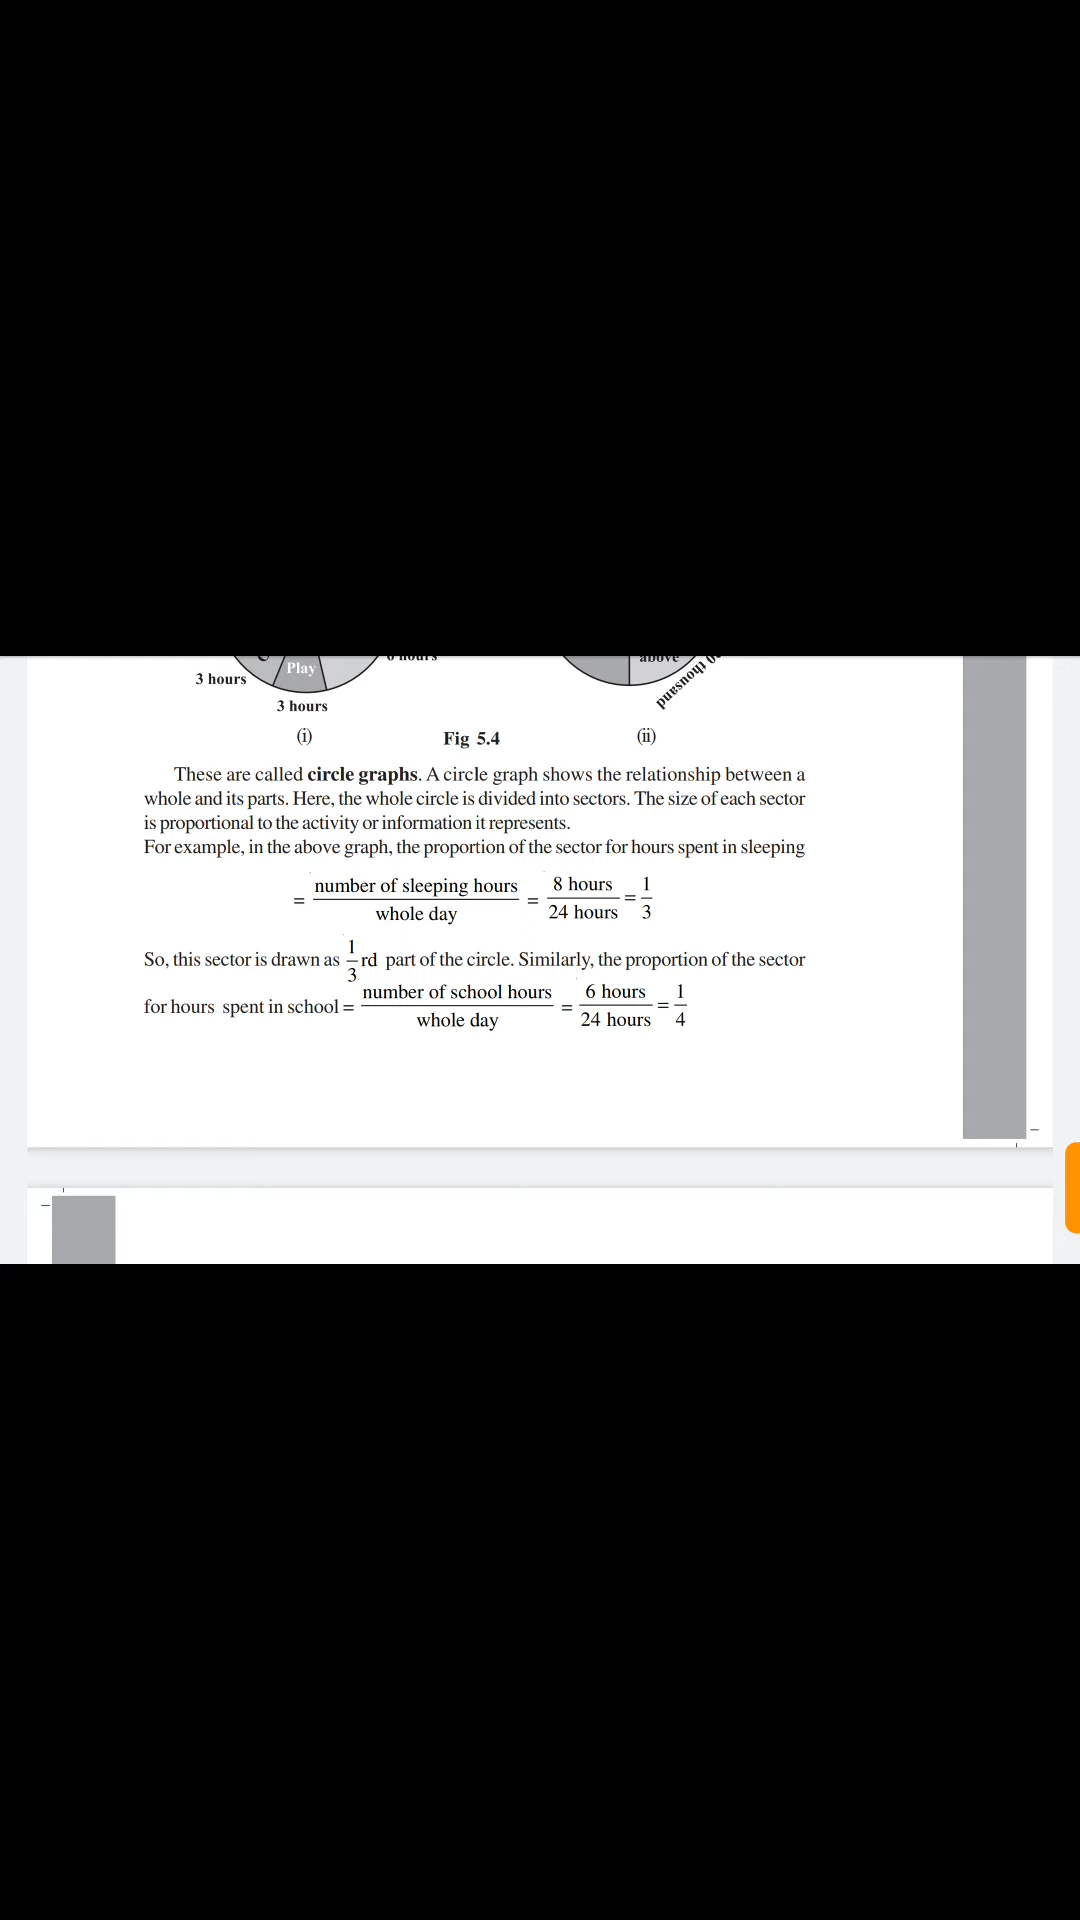 Play
3 hours
3 hours
(i)
Fig 5.4
(ii)
above
thousand
These are called circle graphs. A circle graph shows the relationship between a
whole and its parts. Here, the whole circle is divided into sectors. The size of each sector
is proportional to the activity or information it represents.
For example, in the above graph, the proportion of the sector for hours spent in sleeping
= number of sleeping hours / whole day = 8 hours / 24 hours = 1 / 3
So, this sector is drawn as 1/3 rd part of the circle. Similarly, the proportion of the sector
for hours spent in school = number of school hours / whole day = 6 hours / 24 hours = 1 / 4